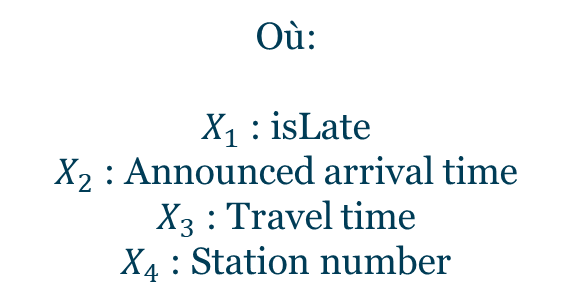 Où:
X₁ : isLate
X₂ : Announced arrival time
X₃ : Travel time
X₄ : Station number